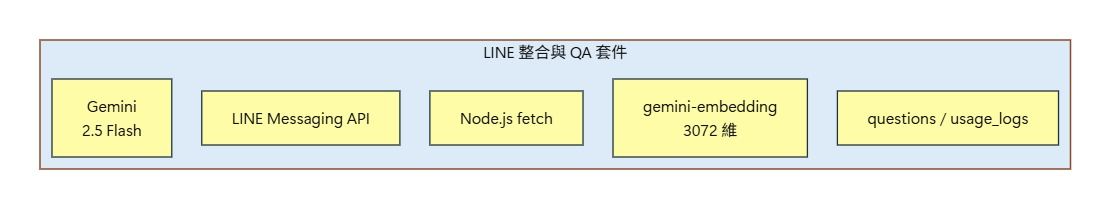 LINE 整合與 QA 套件
Gemini
2.5 Flash
LINE Messaging API
Node.js fetch
gemini-embedding
3072 維
questions / usage_logs